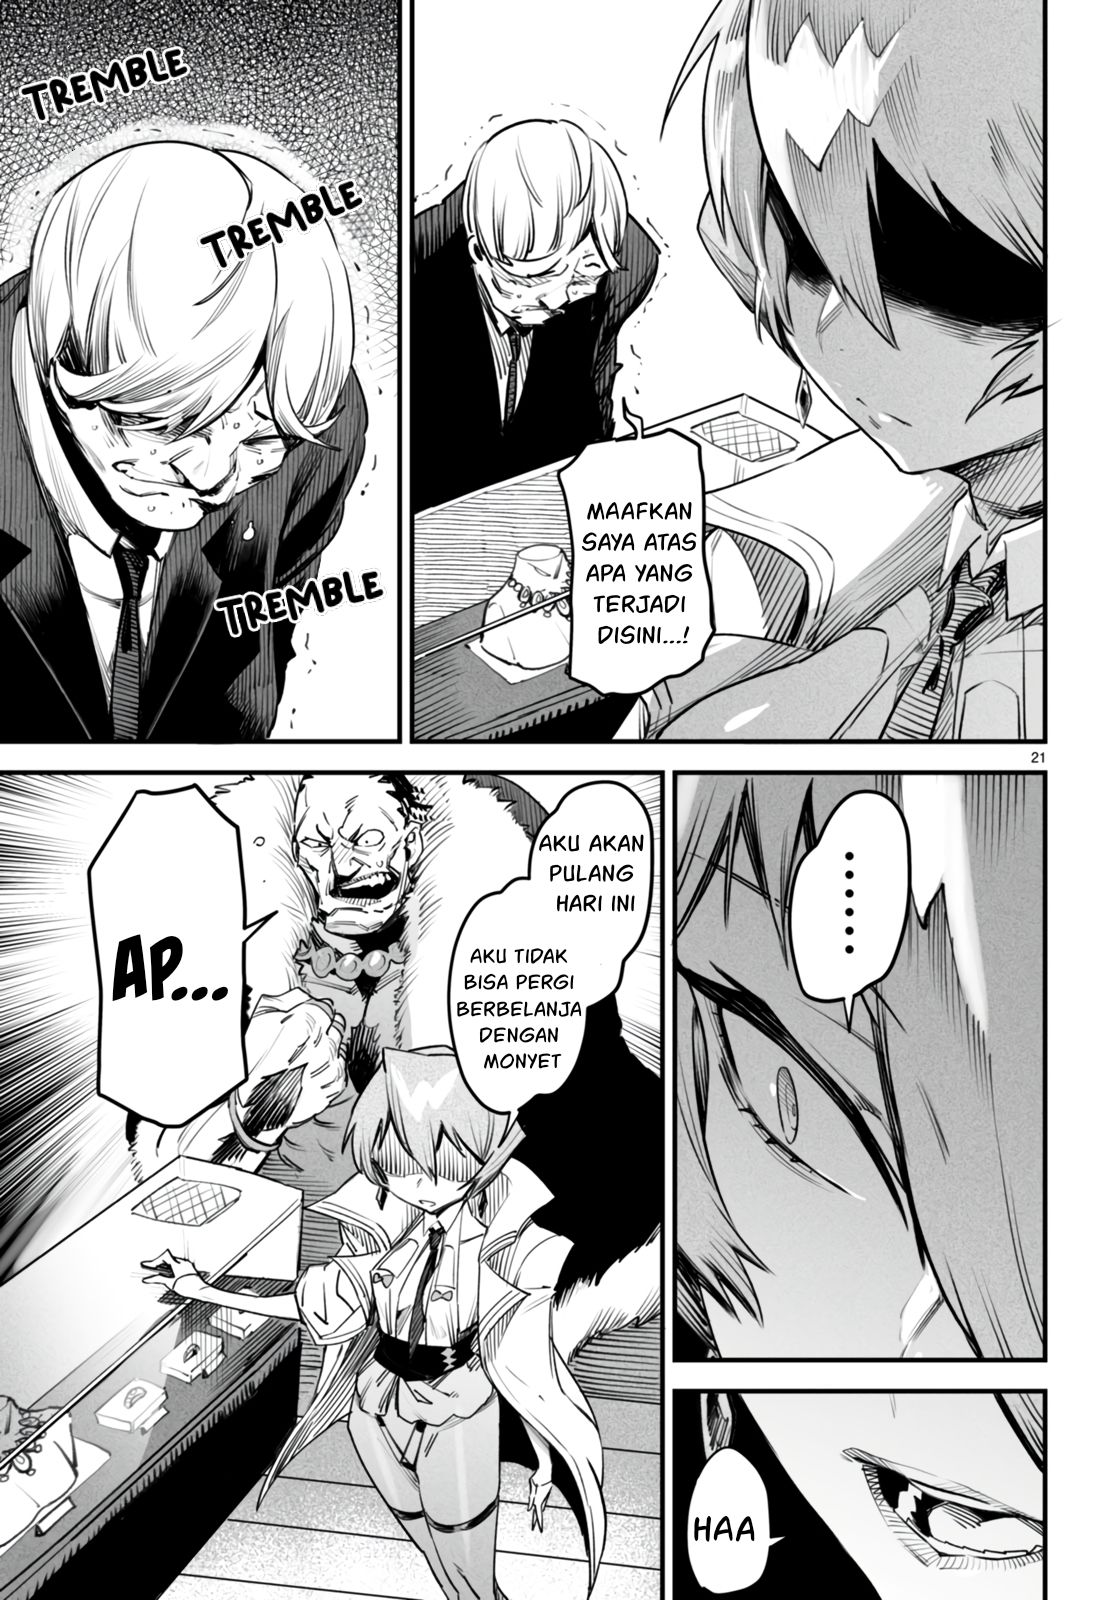 MAAFKAN
SAYA ATAS
APA YANG
TERJADI
DISINI...!
TREMBLE
TREMBLE
TREMBLE
21
......
HAA
AKU AKAN
PULANG
HARI INI
AKU TIDAK
BISA PERGI
BERBELANJA
DENGAN
MONYET
AP...